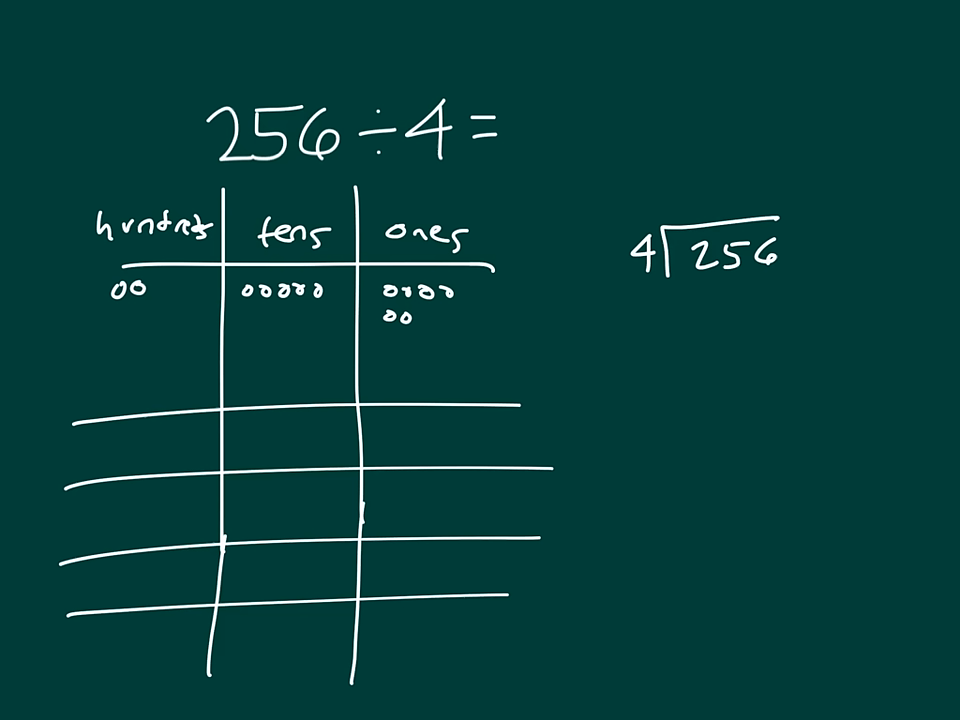 256 ÷ 4 =
hundreds tens ones
4 256